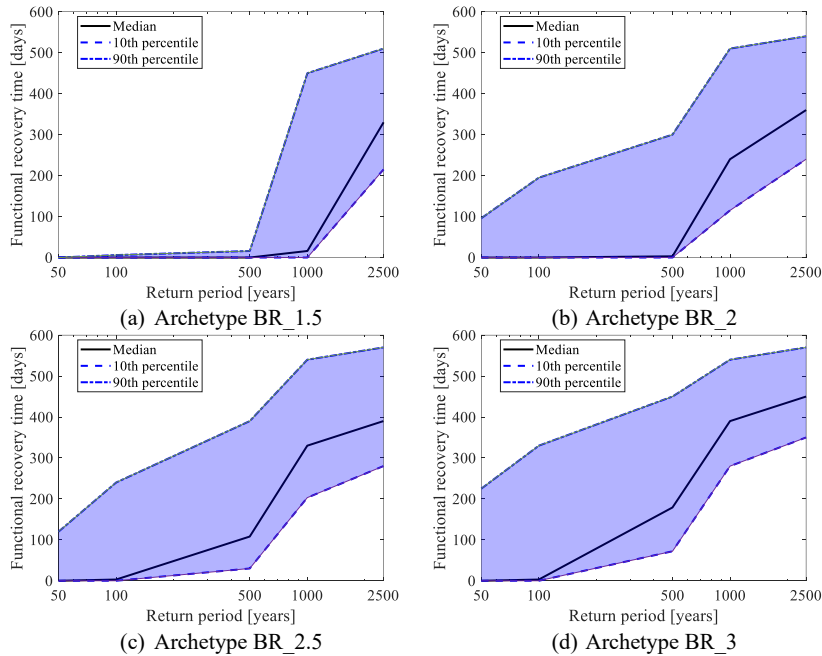 600
500
400
300
200
100
0
Functional recovery time [days]
Median
10th percentile
90th percentile
50
100
500
1000
2500
Return period [years]
(a) Archetype BR_1.5
600
500
400
300
200
100
0
Functional recovery time [days]
Median
10th percentile
90th percentile
50
100
500
1000
2500
Return period [years]
(b) Archetype BR_2
600
500
400
300
200
100
0
Functional recovery time [days]
Median
10th percentile
90th percentile
50
100
500
1000
2500
Return period [years]
(c) Archetype BR_2.5
600
500
400
300
200
100
0
Functional recovery time [days]
Median
10th percentile
90th percentile
50
100
500
1000
2500
Return period [years]
(d) Archetype BR_3